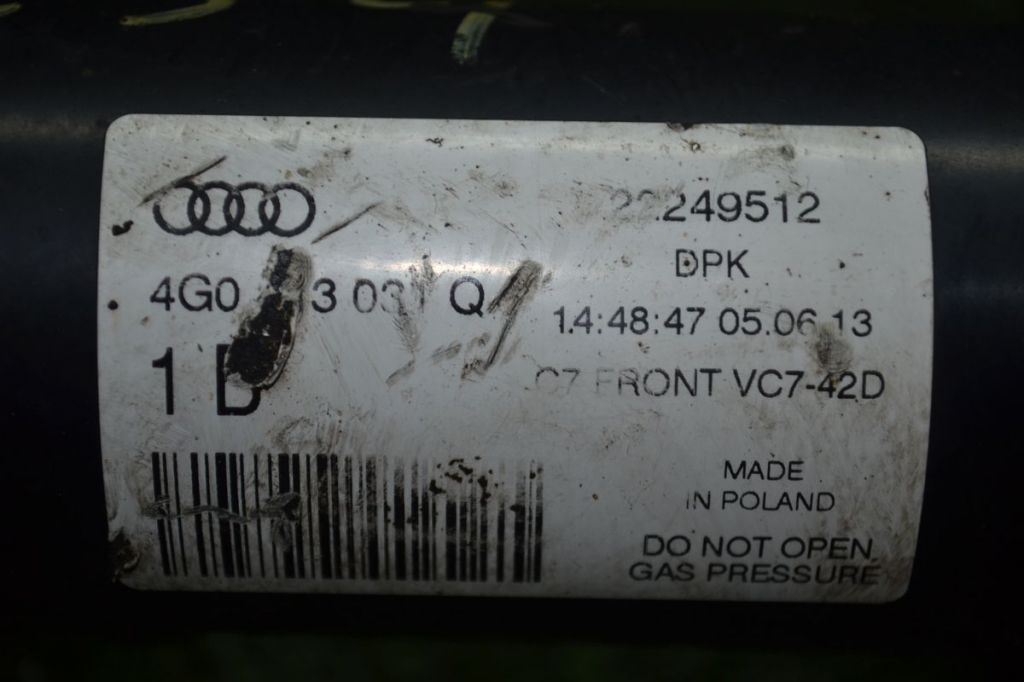 249512
DPK
14:48:47 05.06.13
4G0 3 03 Q
1
C7 FRONT VC7-42D
MADE
IN POLAND
DO NOT OPEN
GAS PRESSURE